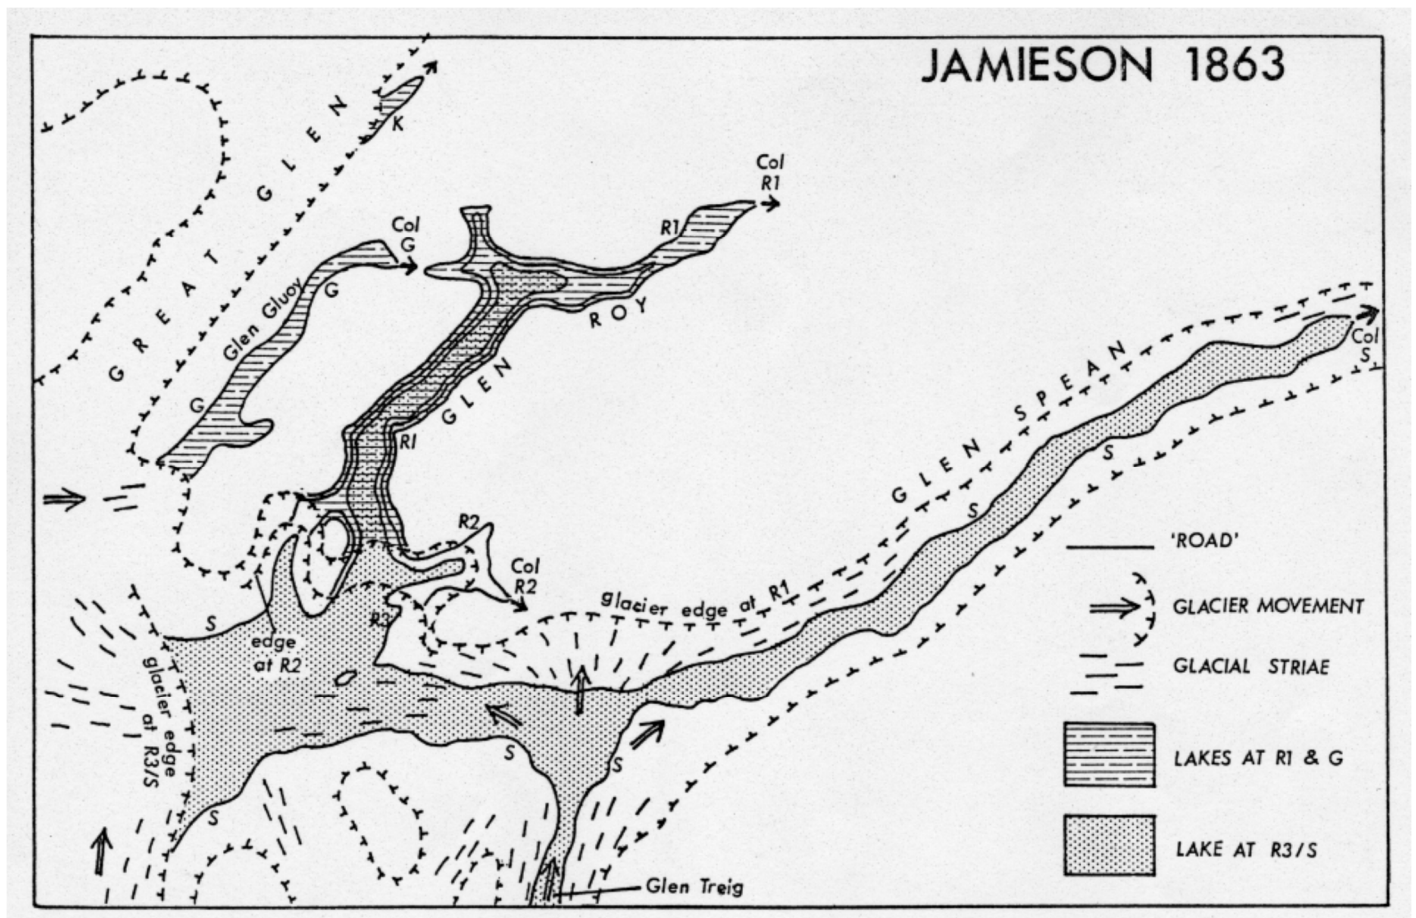 JAMIESON 1863
GREAT GLEN
K
Col
R1
R1
Col
G
Glen Gluoy
G
G
ROY
GLEN
R1
GLEN SPEAN
Col
S
S
S
R2
Col
R2
R3
glacier edge at R1
S
edge
at R2
glacier edge
at R3/S
S
S
S
Glen Treig
'ROAD'
GLACIER MOVEMENT
GLACIAL STRIAE
LAKES AT R1 & G
LAKE AT R3/S